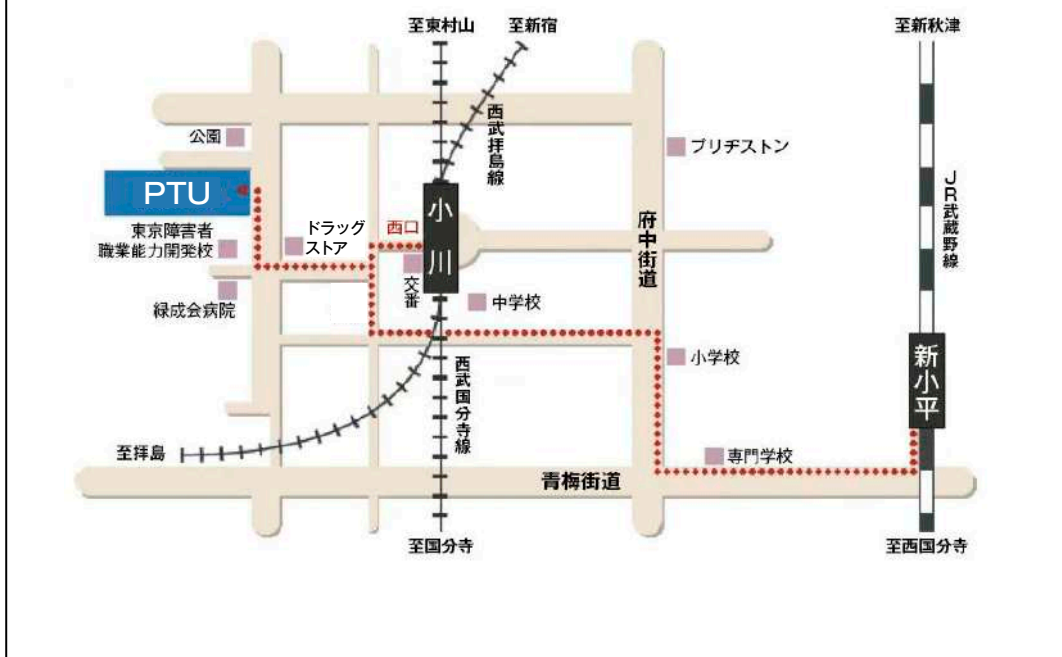 至東村山
至新宿
至新秋津
西武拝島線
公園
ブリヂストン
PTU
小川
JR武蔵野線
東京障害者
職業能力開発校
ドラッグ
ストア
西口
府中街道
交番
緑成会病院
中学校
小学校
新小平
西武国分寺線
至拝島
専門学校
青梅街道
至国分寺
至西国分寺